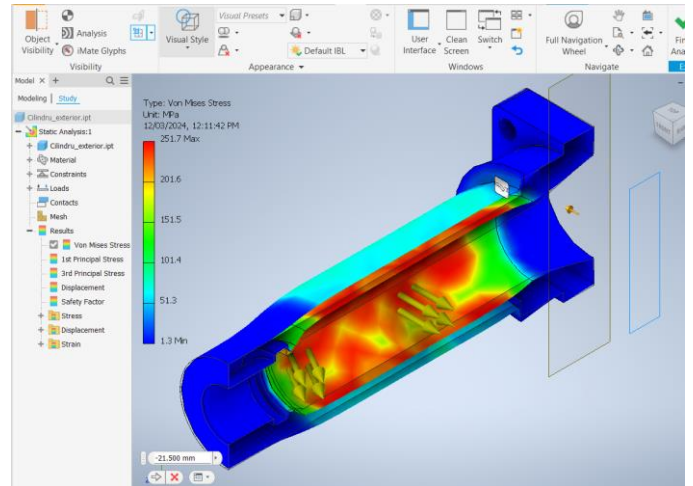 Object
Visibility
Analysis
iMate Glyphs
Visibility
Visual Style
Visual Presets
Default IBL
Appearance
User
Interface
Clean
Screen
Switch
Windows
Full Navigation
Wheel
Navigate
Model
Modeling | Study
Cilindru_exterior.ipt
Static Analysis:1
Cilindru_exterior.ipt
Material
Constraints
Loads
Contacts
Mesh
Results
Von Mises Stress
1st Principal Stress
3rd Principal Stress
Displacement
Safety Factor
Stress
Displacement
Strain
Type: Von Mises Stress
Unit: MPa
12/03/2024, 12:11:42 PM
251.7 Max
201.6
151.5
101.4
51.3
1.3 Min
-21.500 mm